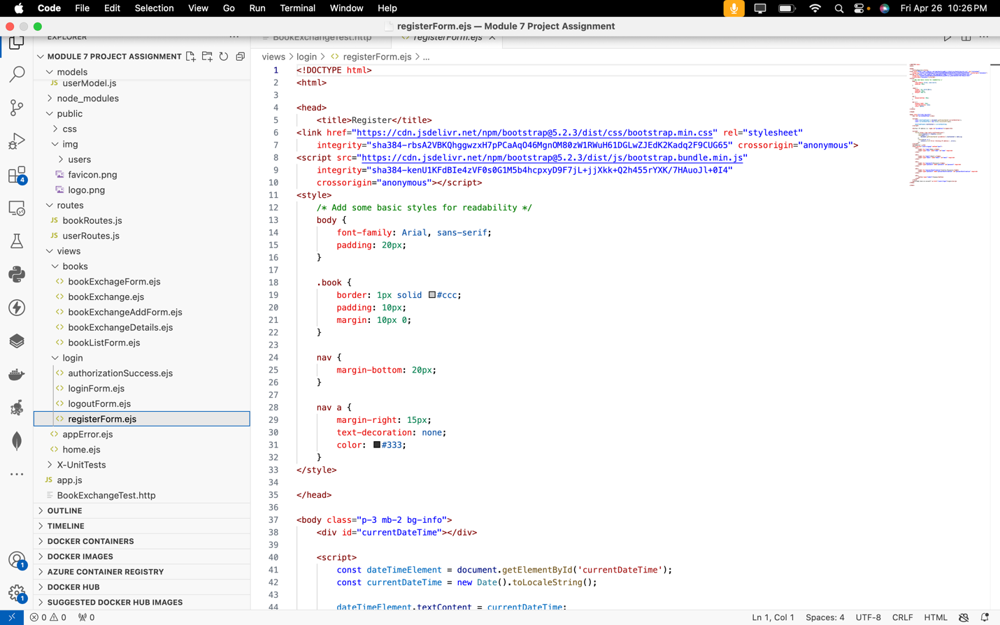 Code File Edit Selection View Go Run Terminal Window Help Fri Apr 26 10:26 PM
registerForm.ejs — Module 7 Project Assignment
EXPLORER
BookExchangeTest.http registerForm.ejs
MODULE 7 PROJECT ASSIGNMENT
models
JS userModel.js
node_modules
public
css
img
users
favicon.png
logo.png
routes
JS bookRoutes.js
JS userRoutes.js
views
books
<> bookExchageForm.ejs
<> bookExchange.ejs
<> bookExchangeAddForm.ejs
<> bookExchangeDetails.ejs
<> bookListForm.ejs
login
<> authorizationSuccess.ejs
<> loginForm.ejs
<> logoutForm.ejs
<> registerForm.ejs
<> appError.ejs
<> home.ejs
X-UnitTests
JS app.js
BookExchangeTest.http
OUTLINE
TIMELINE
DOCKER CONTAINERS
DOCKER IMAGES
AZURE CONTAINER REGISTRY
DOCKER HUB
SUGGESTED DOCKER HUB IMAGES
4
1
1
views > login > <> registerForm.ejs > ...
1 <!DOCTYPE html>
2 <html>
3
4 <head>
5 <title>Register</title>
6 <link href="https://cdn.jsdelivr.net/npm/bootstrap@5.2.3/dist/css/bootstrap.min.css" rel="stylesheet"
7 integrity="sha384-rbsA2VBKQhggwzxH7pPCaAqO46MgnOM80zW1RWuH61DGLwZJEdK2Kadq2F9CUG65" crossorigin="anonymous">
8 <script src="https://cdn.jsdelivr.net/npm/bootstrap@5.2.3/dist/js/bootstrap.bundle.min.js"
9 integrity="sha384-kenU1KFdBIe4zVF0s0G1M5b4hcpxyD9F7jL+jjXkk+Q2h455rYXK/7HAuoJl+0I4"
10 crossorigin="anonymous"></script>
11 <style>
12 /* Add some basic styles for readability */
13 body {
14 font-family: Arial, sans-serif;
15 padding: 20px;
16 }
17
18 .book {
19 border: 1px solid #ccc;
20 padding: 10px;
21 margin: 10px 0;
22 }
23
24 nav {
25 margin-bottom: 20px;
26 }
27
28 nav a {
29 margin-right: 15px;
30 text-decoration: none;
31 color: #333;
32 }
33 </style>
34
35 </head>
36
37 <body class="p-3 mb-2 bg-info">
38 <div id="currentDateTime"></div>
39
40 <script>
41 const dateTimeElement = document.getElementById('currentDateTime');
42 const currentDateTime = new Date().toLocaleString();
43
44 dateTimeElement.textContent = currentDateTime;
0 0 0 Ln 1, Col 1 Spaces: 4 UTF-8 CRLF HTML